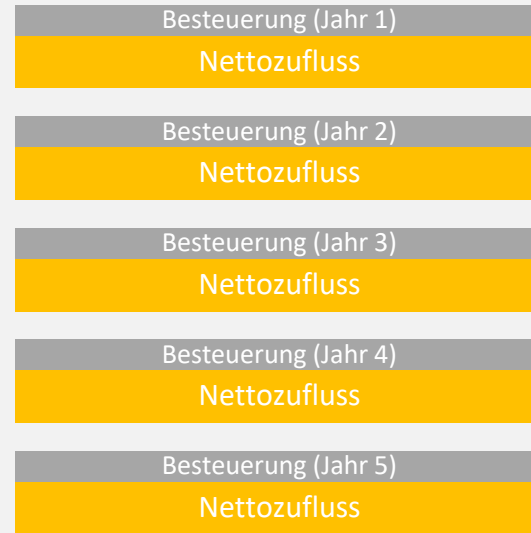 Besteuerung (Jahr 1)
Nettozufluss
Besteuerung (Jahr 2)
Nettozufluss
Besteuerung (Jahr 3)
Nettozufluss
Besteuerung (Jahr 4)
Nettozufluss
Besteuerung (Jahr 5)
Nettozufluss